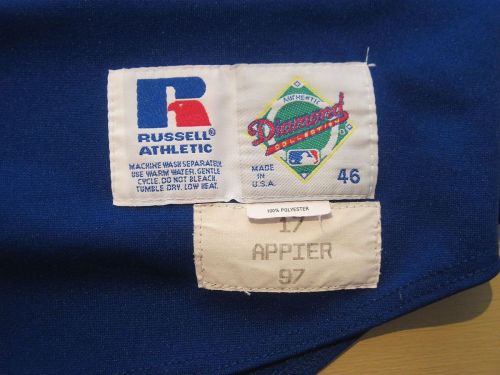 RUSSELL®
ATHLETIC
MACHINE WASH SEPARATELY.
USE WARM WATER, GENTLE
CYCLE. DO NOT BLEACH.
TUMBLE DRY. LOW HEAT.
AUTHENTIC
Diamond
COLLECTION
MADE IN
U.S.A.
46
100% POLYESTER
17
APPIER
97